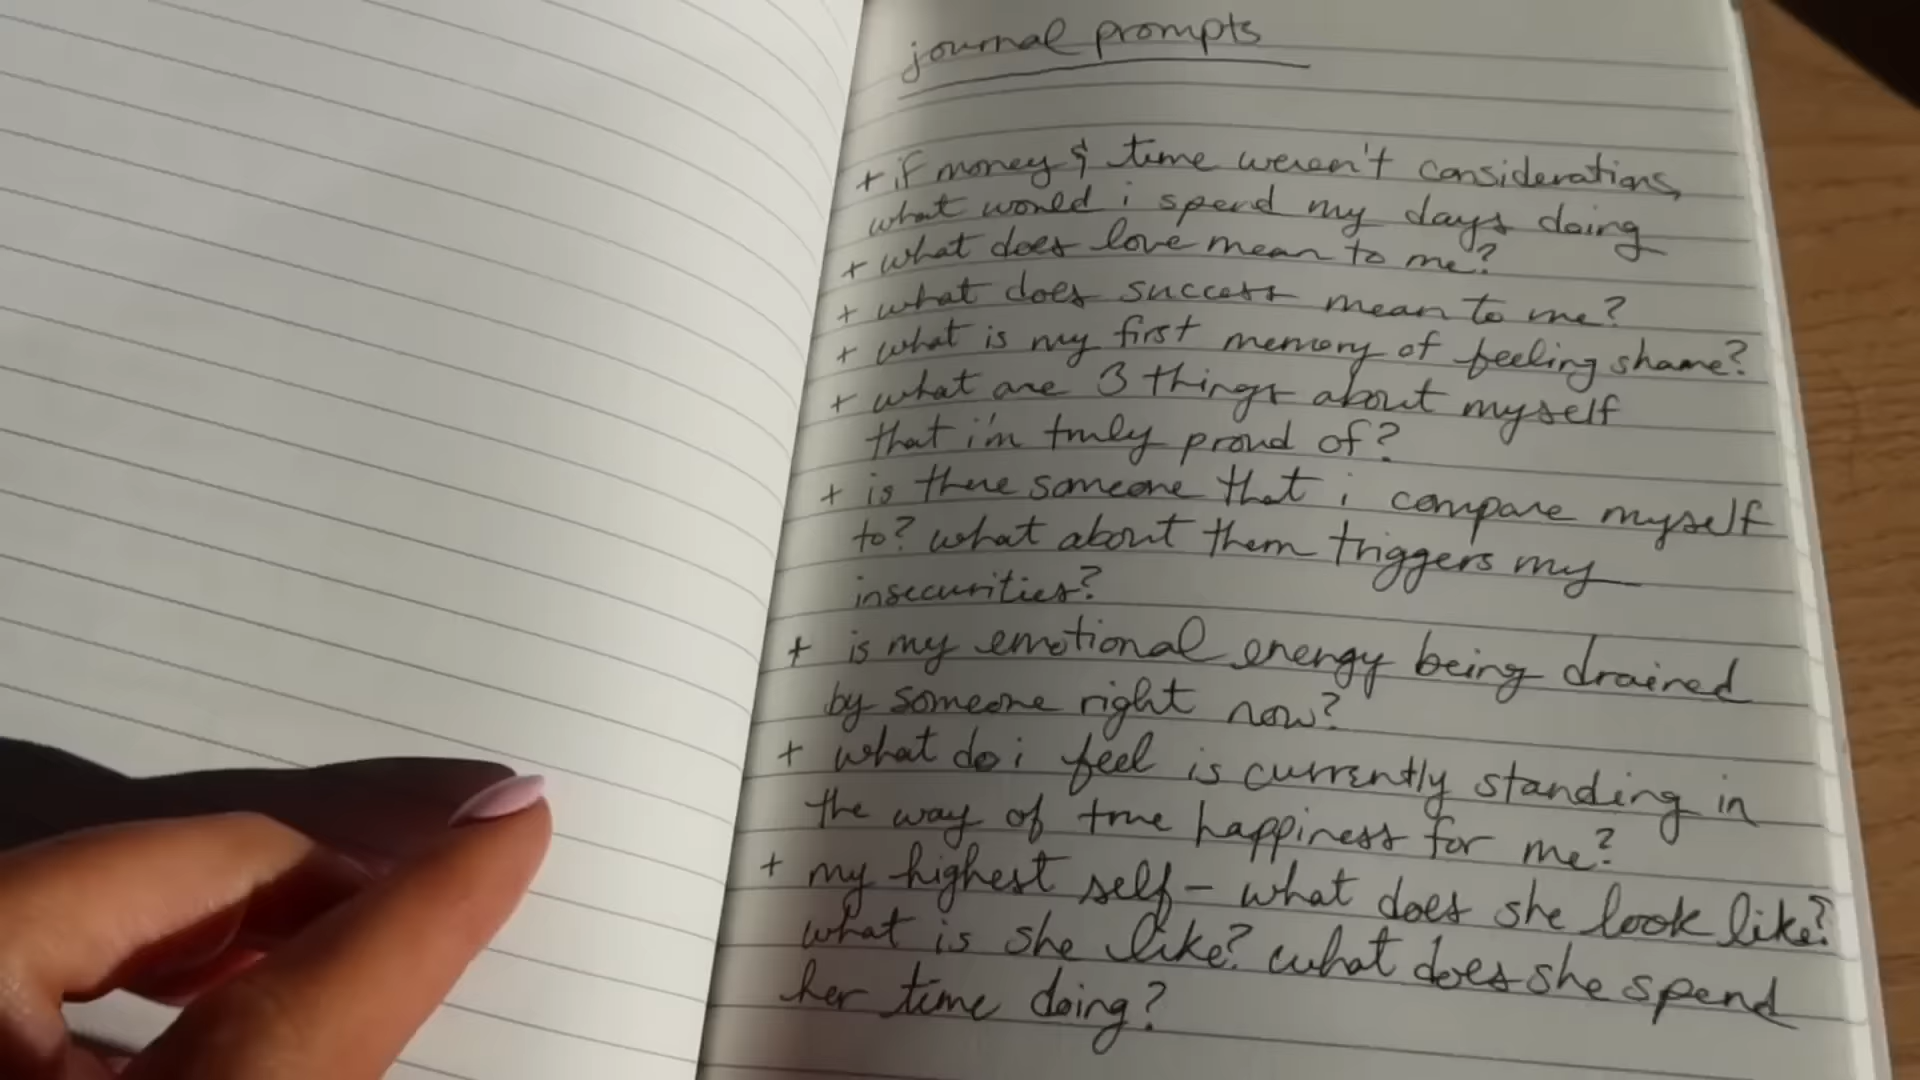 journal prompts
+ if money & time weren't considerations,
what would i spend my days doing
+ what does love mean to me?
+ what does success mean to me?
+ what is my first memory of feeling shame?
+ what are 3 things about myself
that i'm truly proud of?
+ is there someone that i compare myself
to? what about them triggers my
insecurities?
+ is my emotional energy being drained
by someone right now?
+ what do i feel is currently standing in
the way of true happiness for me?
+ my highest self - what does she look like?
what is she like? what does she spend
her time doing?